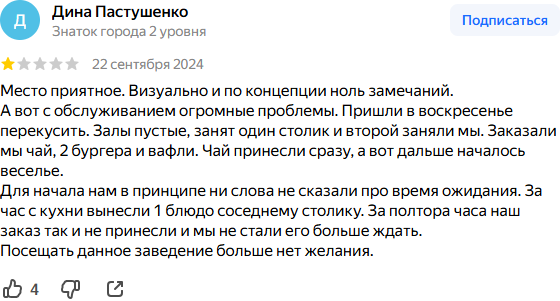 Д
Дина Пастушенко
Знаток города 2 уровня
Подписаться
22 сентября 2024
Место приятное. Визуально и по концепции ноль замечаний.
А вот с обслуживанием огромные проблемы. Пришли в воскресенье
перекусить. Залы пустые, занят один столик и второй заняли мы. Заказали
мы чай, 2 бургера и вафли. Чай принесли сразу, а вот дальше началось
веселье.
Для начала нам в принципе ни слова не сказали про время ожидания. За
час с кухни вынесли 1 блюдо соседнему столику. За полтора часа наш
заказ так и не принесли и мы не стали его больше ждать.
Посещать данное заведение больше нет желания.
4